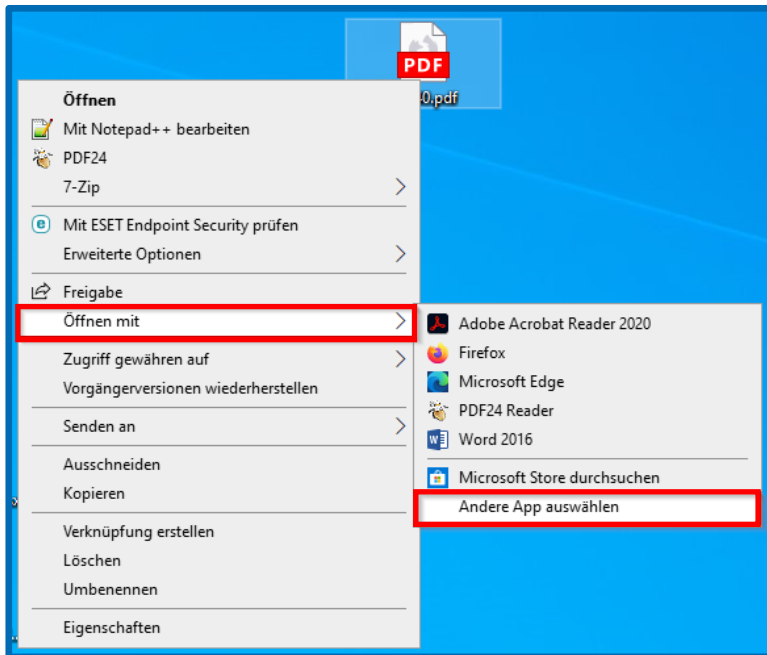 PDF
0.pdf
Öffnen
Mit Notepad++ bearbeiten
PDF24
7-Zip
Mit ESET Endpoint Security prüfen
Erweiterte Optionen
Freigabe
Öffnen mit
Zugriff gewähren auf
Vorgängerversionen wiederherstellen
Senden an
Ausschneiden
Kopieren
Verknüpfung erstellen
Löschen
Umbenennen
Eigenschaften
Adobe Acrobat Reader 2020
Firefox
Microsoft Edge
PDF24 Reader
Word 2016
Microsoft Store durchsuchen
Andere App auswählen